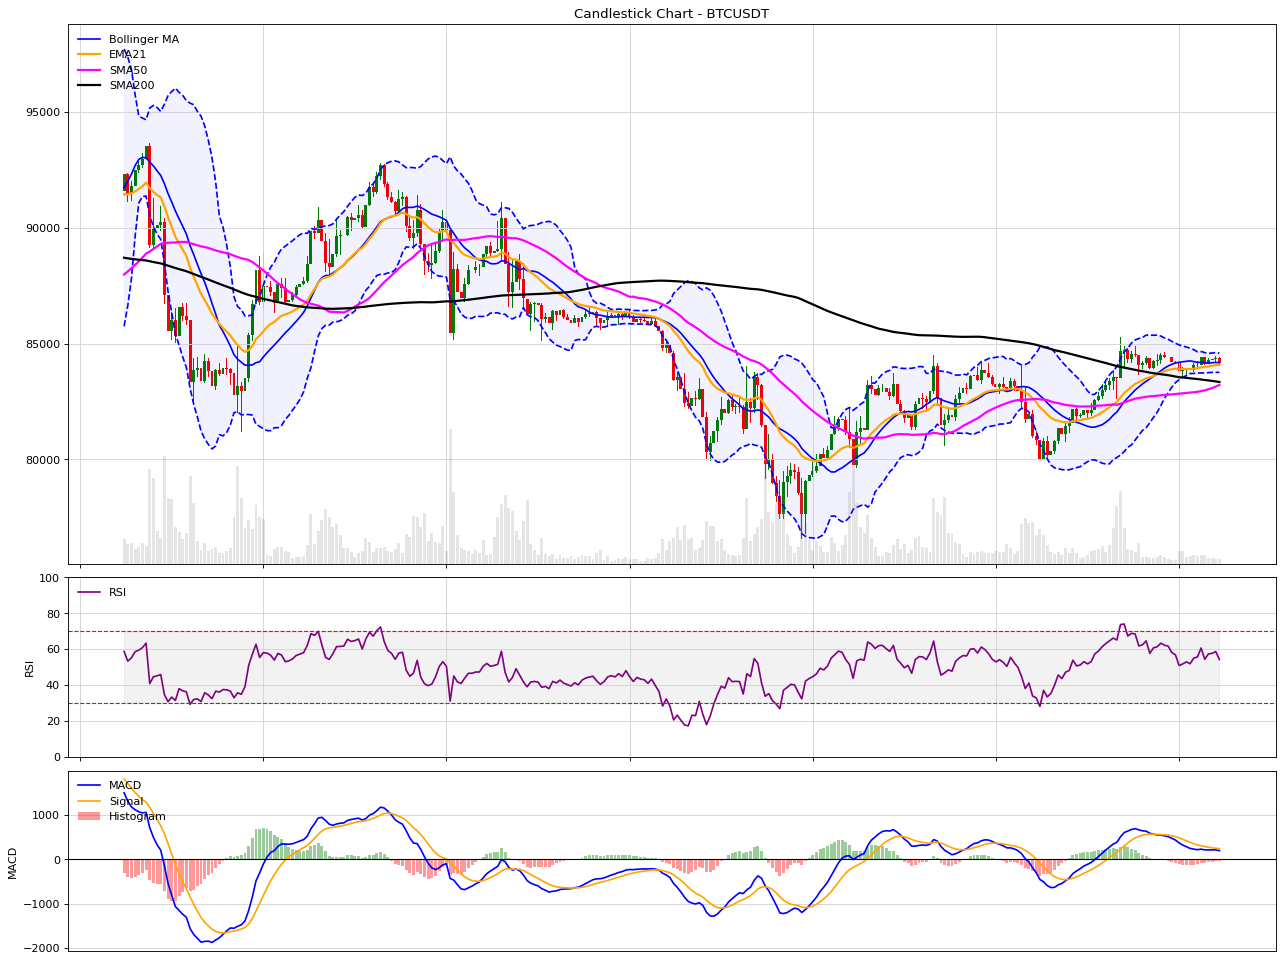 Candlestick Chart - BTCUSDT
Bollinger MA
EMA21
SMA50
SMA200
95000
90000
85000
80000
RSI
100
80
60
40
20
0
RSI
MACD
Signal
Histogram
1000
0
−1000
−2000
MACD